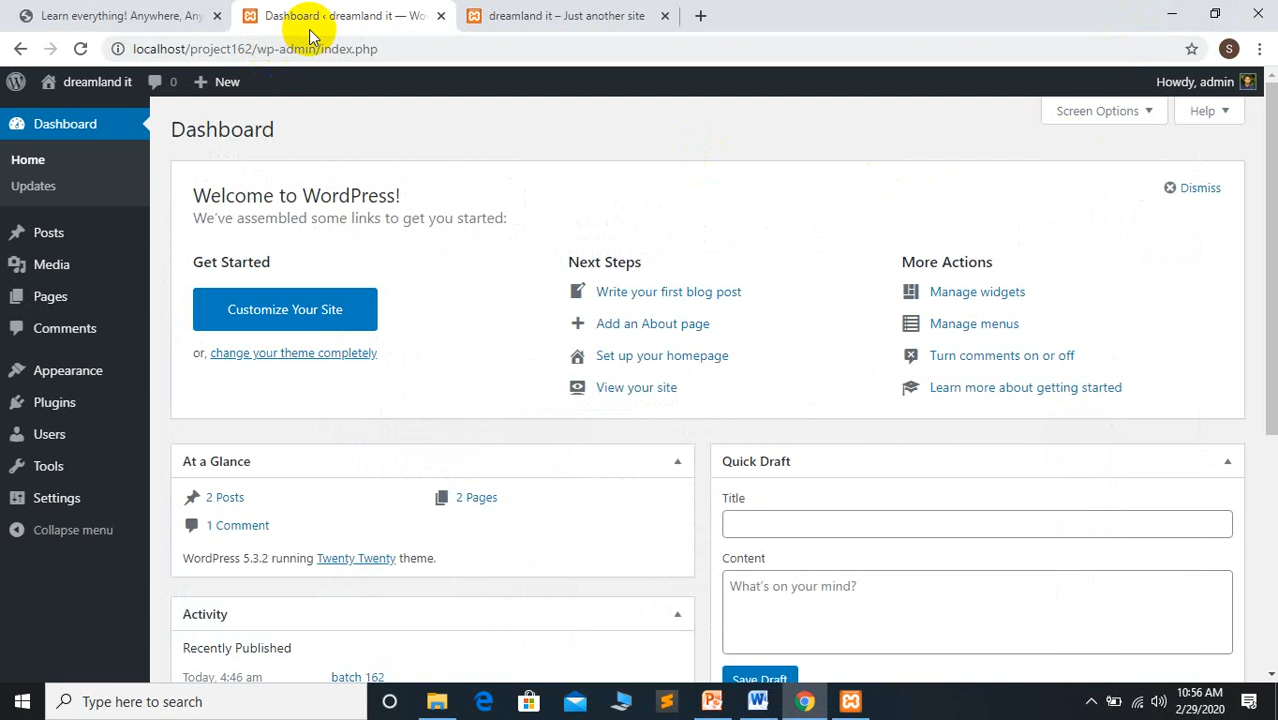 Learn everything! Anywhere, Any
Dashboard ‹ dreamland it — Wo
dreamland it – Just another site
localhost/project162/wp-admin/index.php
S
dreamland it
0
New
Howdy, admin
Dashboard
Home
Updates
Posts
Media
Pages
Comments
Appearance
Plugins
Users
Tools
Settings
Collapse menu
Screen Options
Help
Dashboard
Welcome to WordPress!
Dismiss
We've assembled some links to get you started:
Get Started
Customize Your Site
or, change your theme completely
Next Steps
Write your first blog post
Add an About page
Set up your homepage
View your site
More Actions
Manage widgets
Manage menus
Turn comments on or off
Learn more about getting started
At a Glance
2 Posts
2 Pages
1 Comment
WordPress 5.3.2 running Twenty Twenty theme.
Activity
Recently Published
Today, 4:46 am
batch 162
Quick Draft
Title
Content
What's on your mind?
Save Draft
Type here to search
10:56 AM
2/29/2020